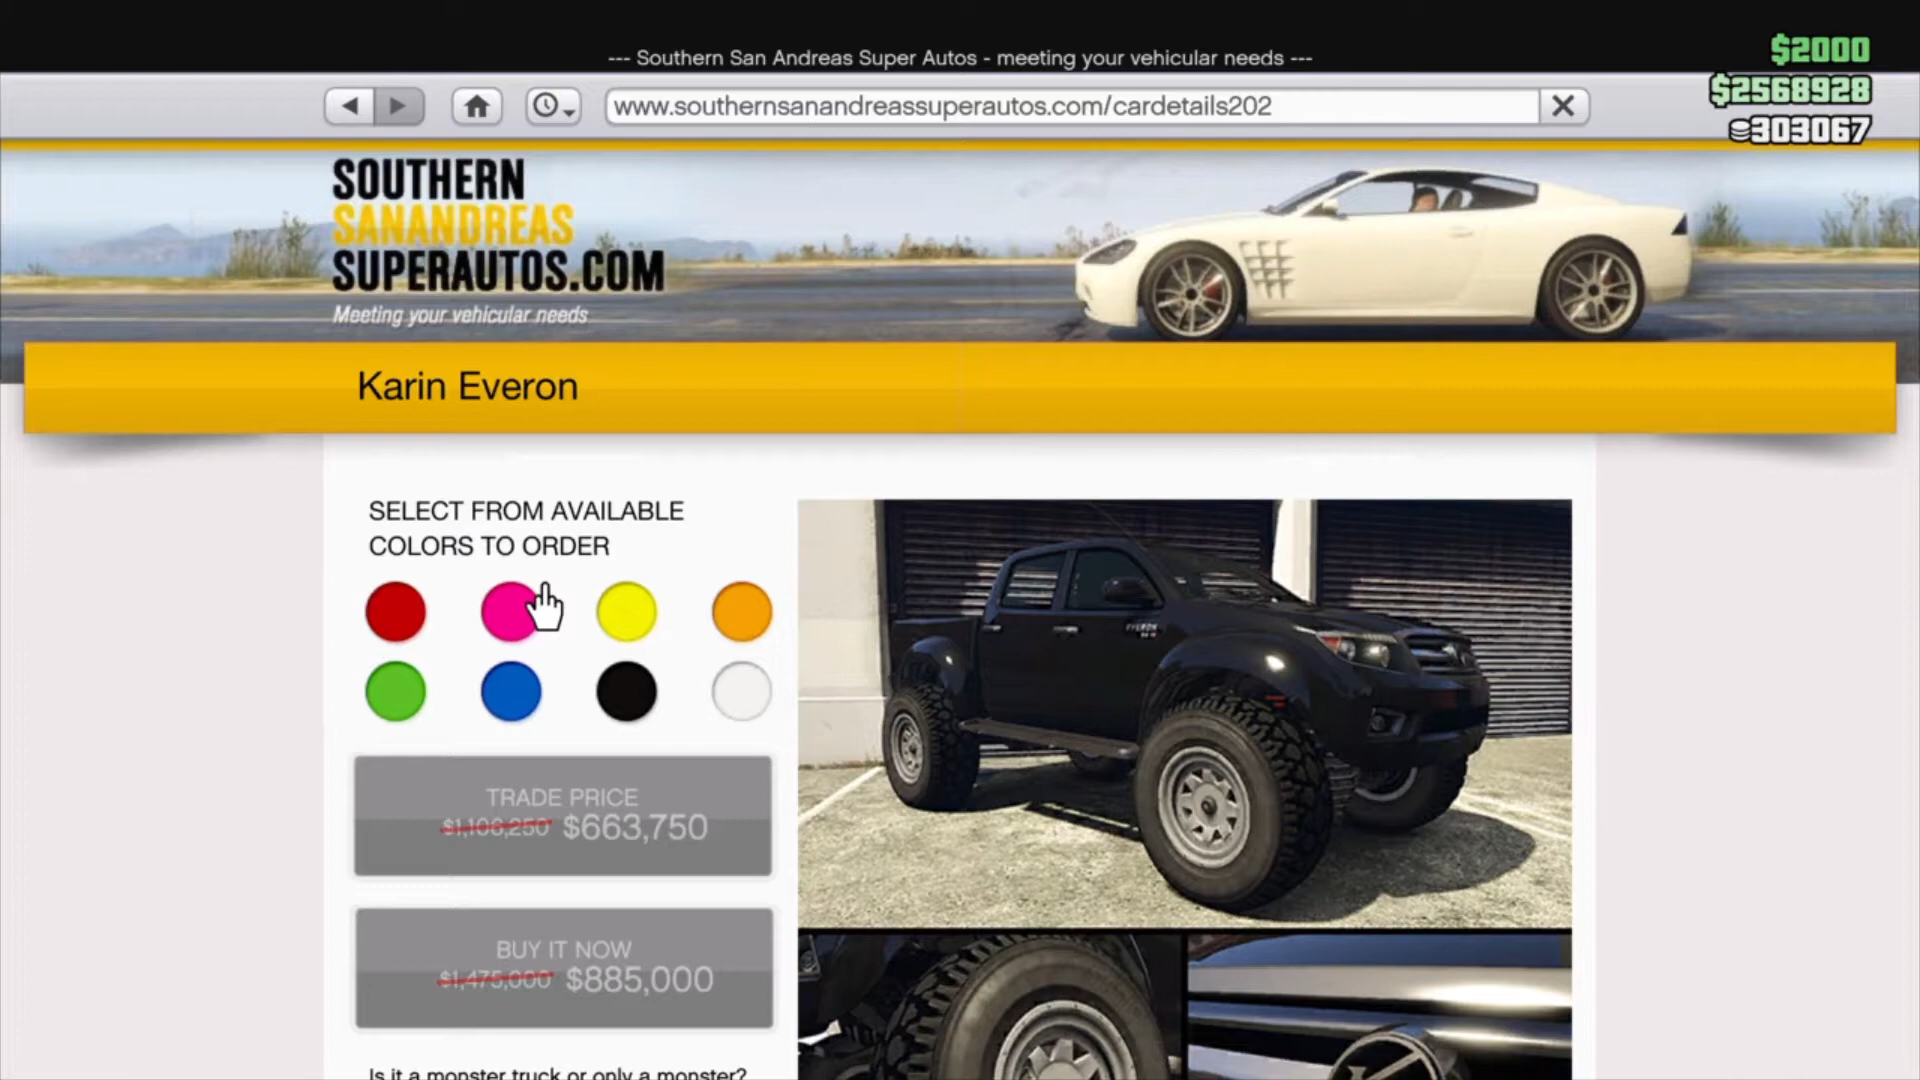 --- Southern San Andreas Super Autos - meeting your vehicular needs ---
$2000
$2568928
303067
www.southernsanandreassuperautos.com/cardetails202
SOUTHERN
SANANDREAS
SUPERAUTOS.COM
Meeting your vehicular needs
Karin Everon
SELECT FROM AVAILABLE
COLORS TO ORDER
TRADE PRICE
$1,106,250 $663,750
BUY IT NOW
$1,475,000 $885,000
Is it a monster truck or only a monster?
EVERON